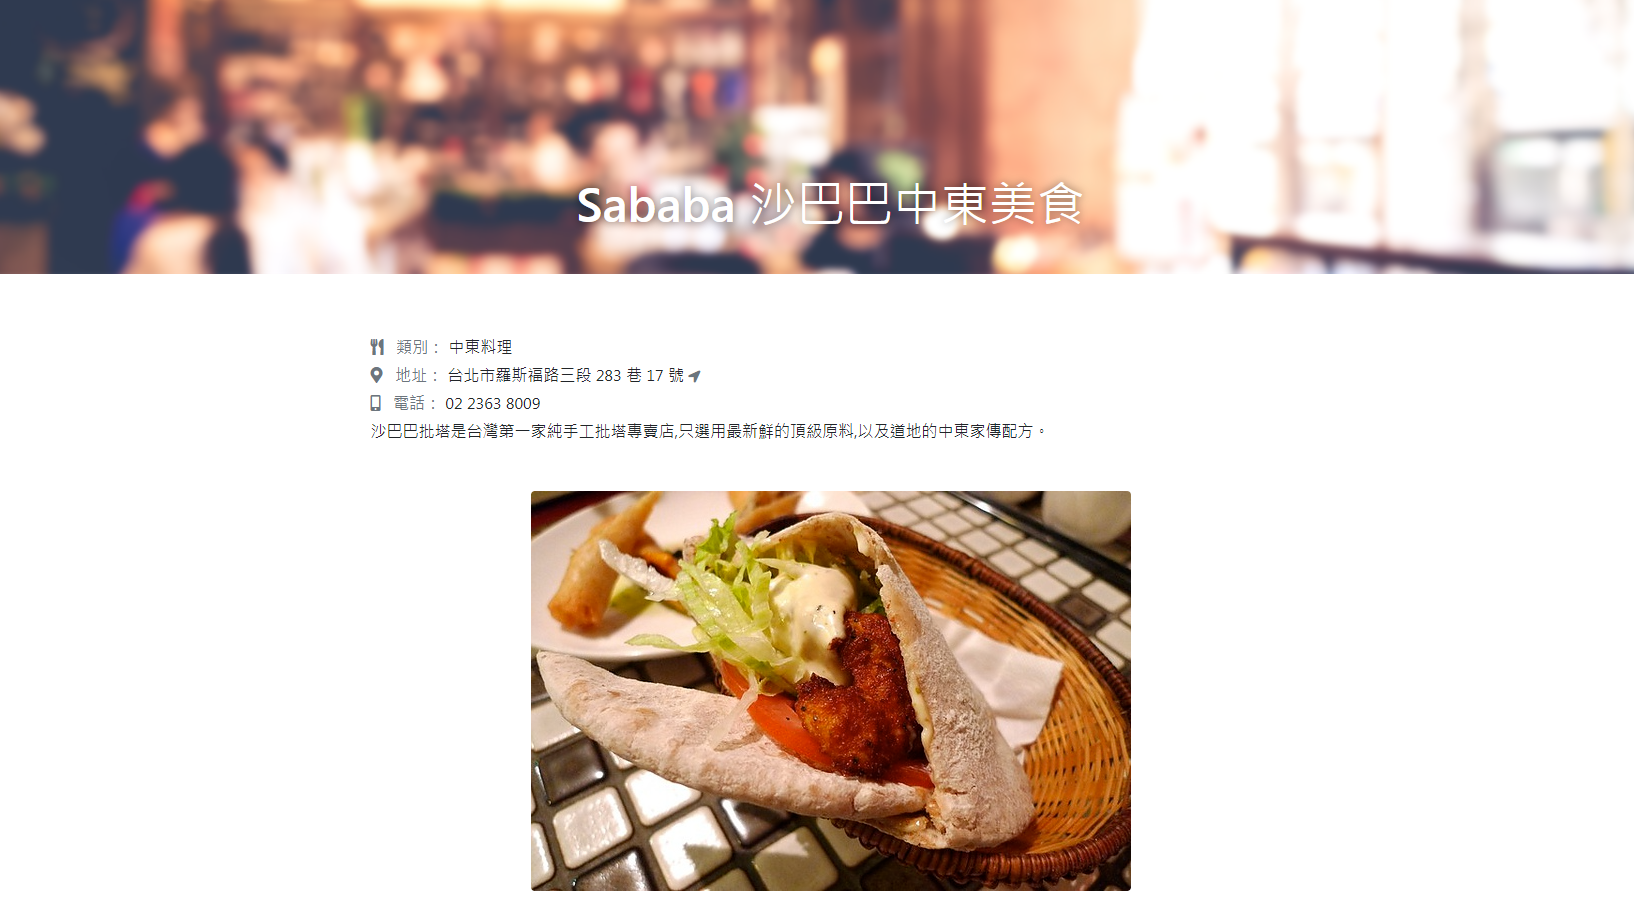 Sababa 沙巴巴中東美食
類別： 中東料理
地址： 台北市羅斯福路三段 283 巷 17 號
電話： 02 2363 8009
沙巴巴批塔是台灣第一家純手工批塔專賣店,只選用最新鮮的頂級原料,以及道地的中東家傳配方。